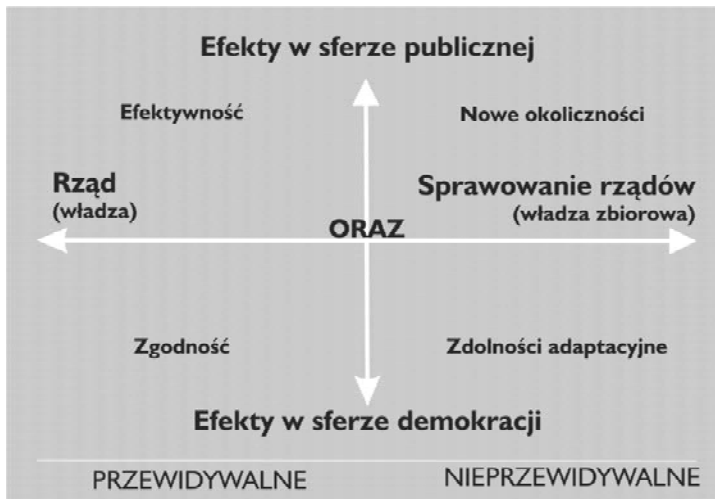 Efekty w sferze publicznej
Efektywność
Nowe okoliczności
Rząd
(władza)
Sprawowanie rządów
(władza zbiorowa)
ORAZ
Zgodność
Zdolności adaptacyjne
Efekty w sferze demokracji
PRZEWIDYWALNE
NIEPRZEWIDYWALNE